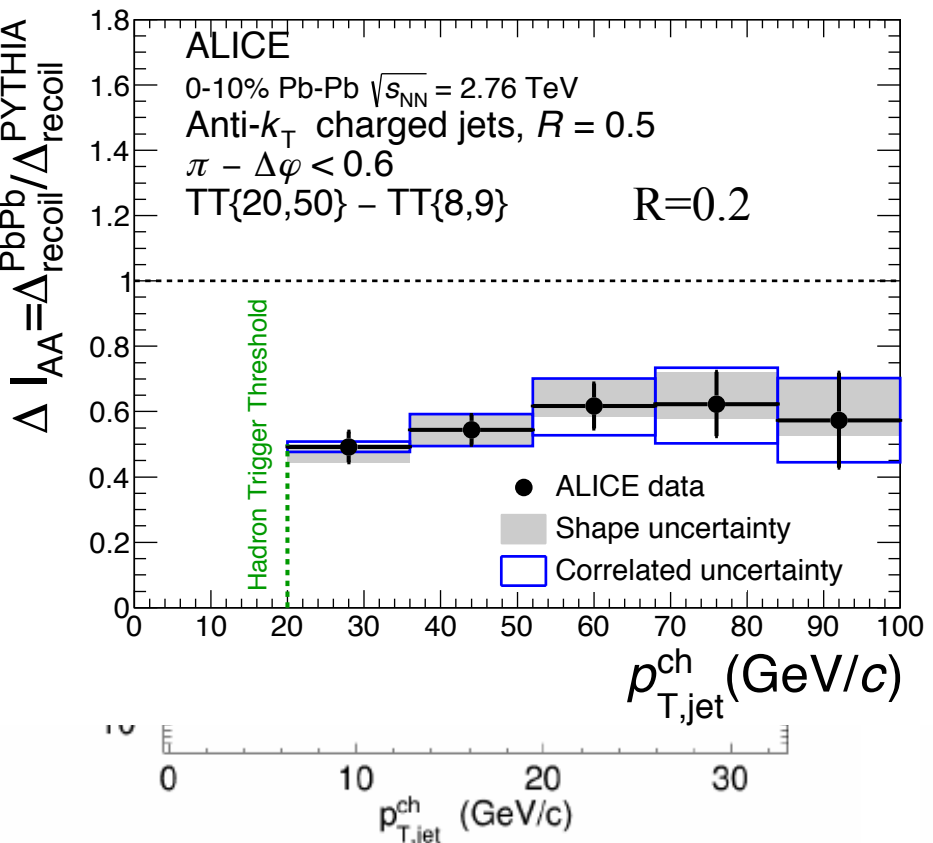 ALICE
0-10% Pb-Pb √s_NN = 2.76 TeV
Anti-k_T charged jets, R = 0.5
π − Δφ < 0.6
TT{20,50} − TT{8,9}
R=0.2
Δ I_AA=Δ_recoil^PbPb/Δ_recoil^PYTHIA
1.8
1.6
1.4
1.2
1
0.8
0.6
0.4
0.2
0
Hadron Trigger Threshold
ALICE data
Shape uncertainty
Correlated uncertainty
0 10 20 30 40 50 60 70 80 90 100
p_T,jet^ch (GeV/c)
0 10 20 30
p_T,jet^ch (GeV/c)